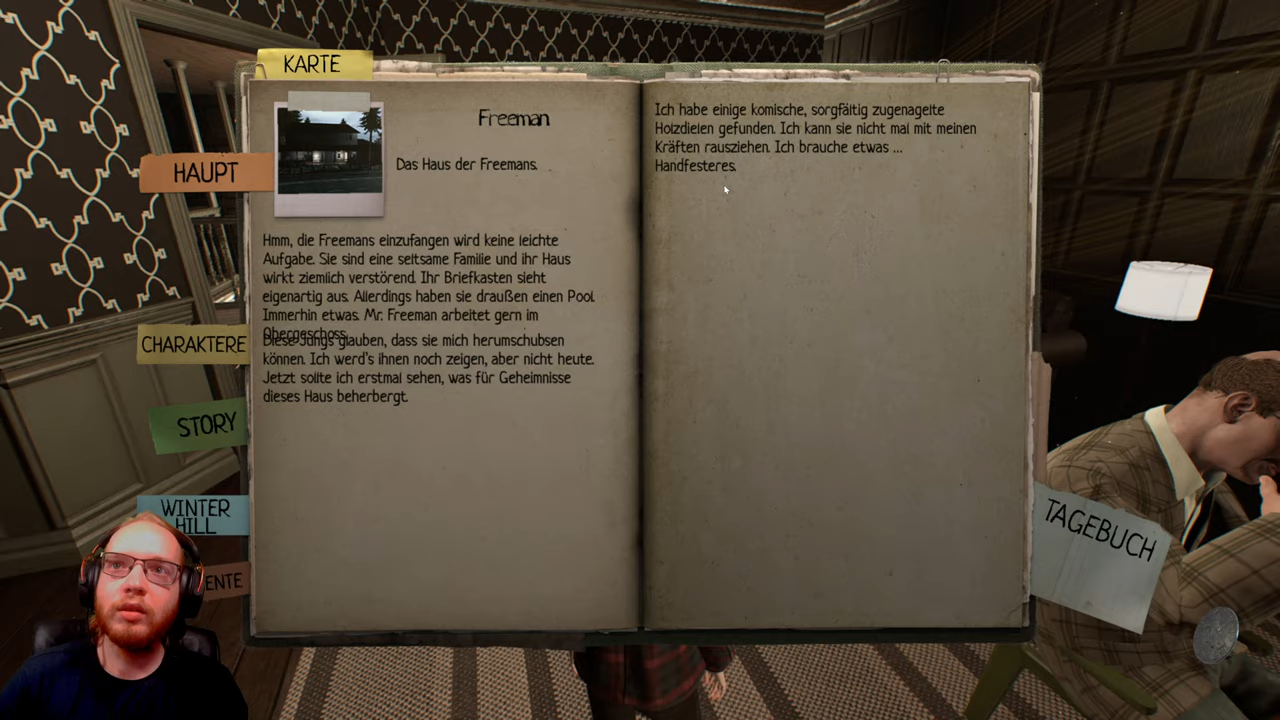 KARTE
HAUPT
CHARAKTERE
STORY
WINTER
HILL
ENTE
TAGEBUCH
Freeman
Das Haus der Freemans.
Hmm, die Freemans einzufangen wird keine leichte
Aufgabe. Sie sind eine seltsame Familie und ihr Haus
wirkt ziemlich verstörend. Ihr Briefkasten sieht
eigenartig aus. Allerdings haben sie draußen einen Pool.
Immerhin etwas. Mr. Freeman arbeitet gern im
Obergeschoss.
Diese Jungs glauben, dass sie mich herumschubsen
können. Ich werd's ihnen noch zeigen, aber nicht heute.
Jetzt sollte ich erstmal sehen, was für Geheimnisse
dieses Haus beherbergt.
Ich habe einige komische, sorgfältig zugenagelte
Holzdielen gefunden. Ich kann sie nicht mal mit meinen
Kräften rausziehen. Ich brauche etwas ...
Handfesteres.